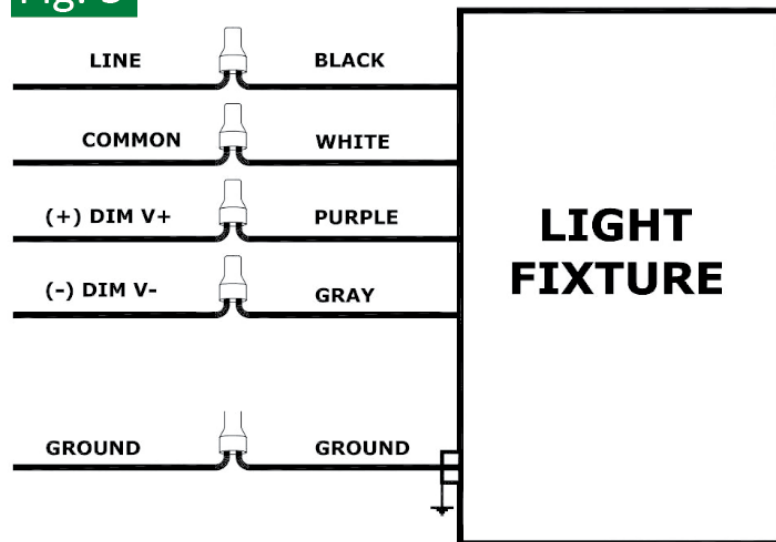 LINE BLACK
COMMON WHITE
(+) DIM V+ PURPLE
(-) DIM V- GRAY
GROUND GROUND
LIGHT
FIXTURE